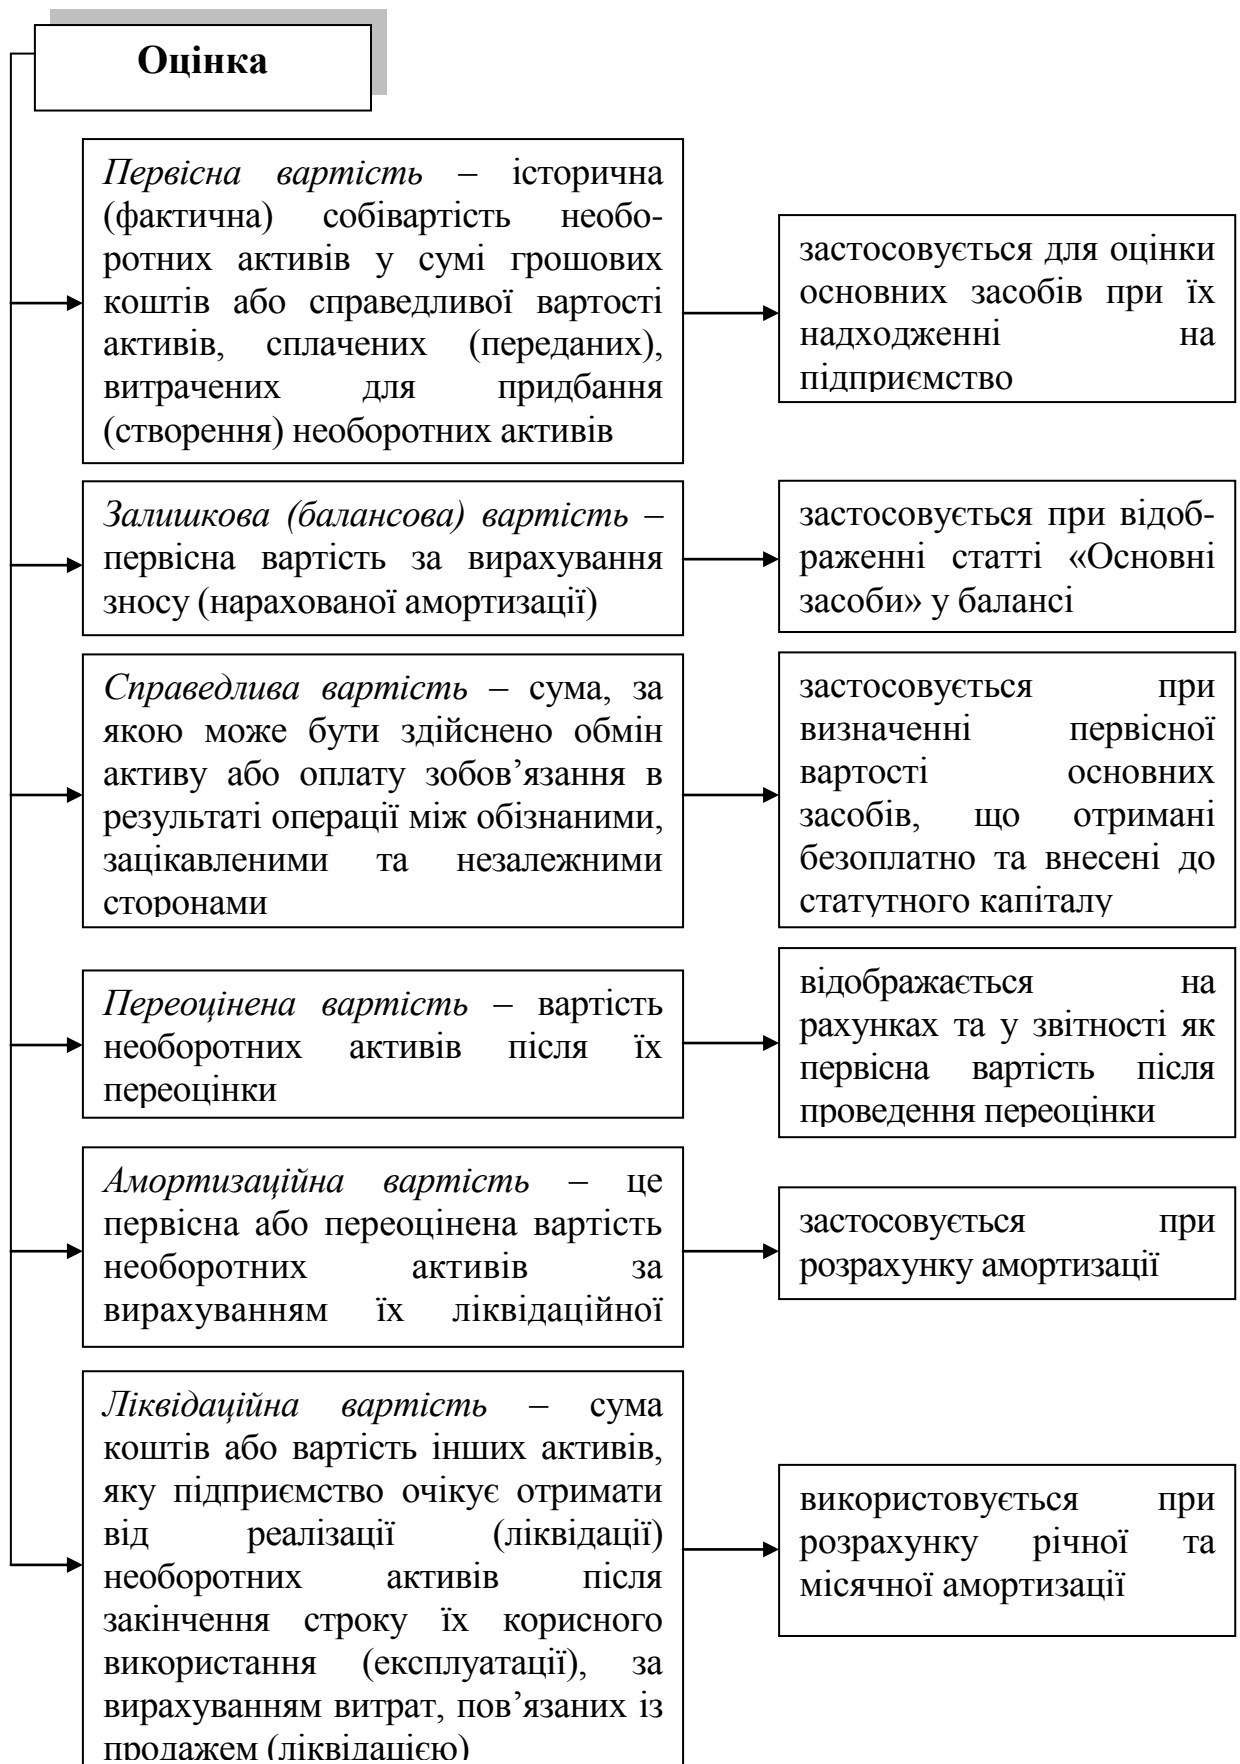 Оцінка
Первісна вартість – історична
(фактична) собівартість необо-
ротних активів у сумі грошових
коштів або справедливої вартості
активів, сплачених (переданих),
витрачених для придбання
(створення) необоротних активів
застосовується для оцінки
основних засобів при їх
надходженні на
підприємство
Залишкова (балансова) вартість –
первісна вартість за вирахування
зносу (нарахованої амортизації)
застосовується при відоб-
раженні статті «Основні
засоби» у балансі
Справедлива вартість – сума, за
якою може бути здійснено обмін
активу або оплату зобов’язання в
результаті операції між обізнаними,
зацікавленими та незалежними
сторонами
застосовується при
визначенні первісної
вартості основних
засобів, що отримані
безоплатно та внесені до
статутного капіталу
Переоцінена вартість – вартість
необоротних активів після їх
переоцінки
відображається на
рахунках та у звітності як
первісна вартість після
проведення переоцінки
Амортизаційна вартість – це
первісна або переоцінена вартість
необоротних активів за
вирахуванням їх ліквідаційної
застосовується при
розрахунку амортизації
Ліквідаційна вартість – сума
коштів або вартість інших активів,
яку підприємство очікує отримати
від реалізації (ліквідації)
необоротних активів після
закінчення строку їх корисного
використання (експлуатації), за
вирахуванням витрат, пов’язаних із
продажем (ліквідацією)
використовується при
розрахунку річної та
місячної амортизації